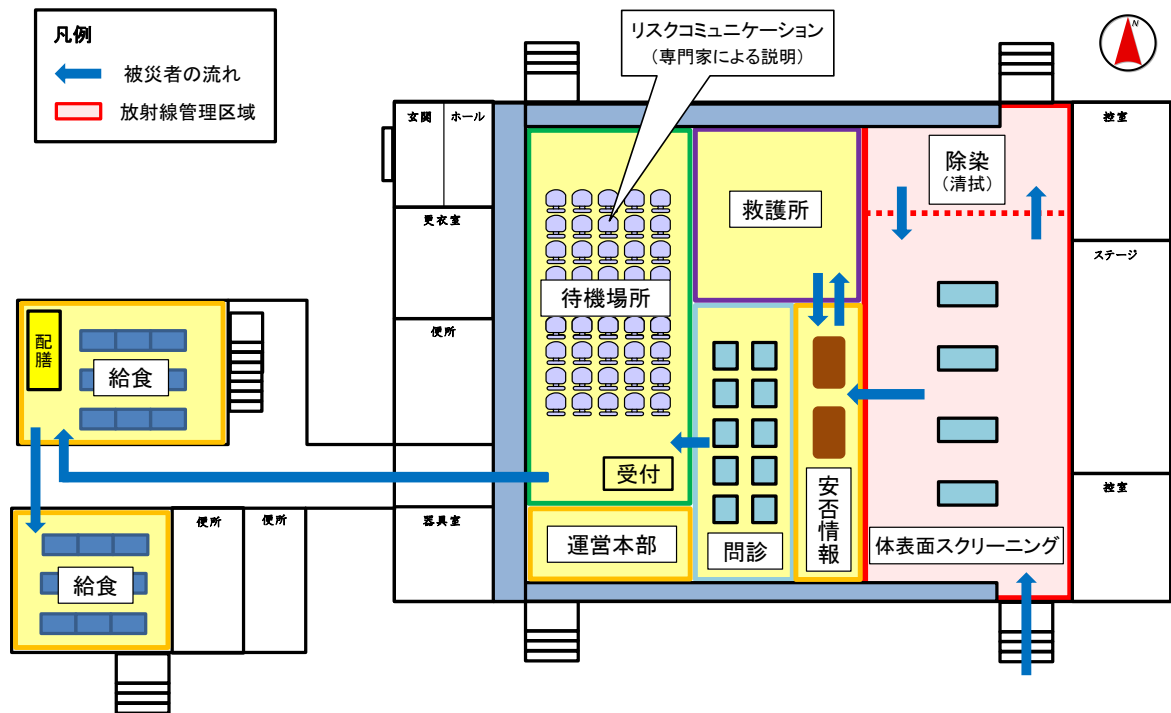 凡例
被災者の流れ
放射線管理区域
リスクコミュニケーション
（専門家による説明）
玄関
ホール
更衣室
便所
器具室
待機場所
受付
運営本部
救護所
問診
安否情報
除染
（清拭）
体表面スクリーニング
控室
ステージ
控室
配膳
給食
給食
便所
便所